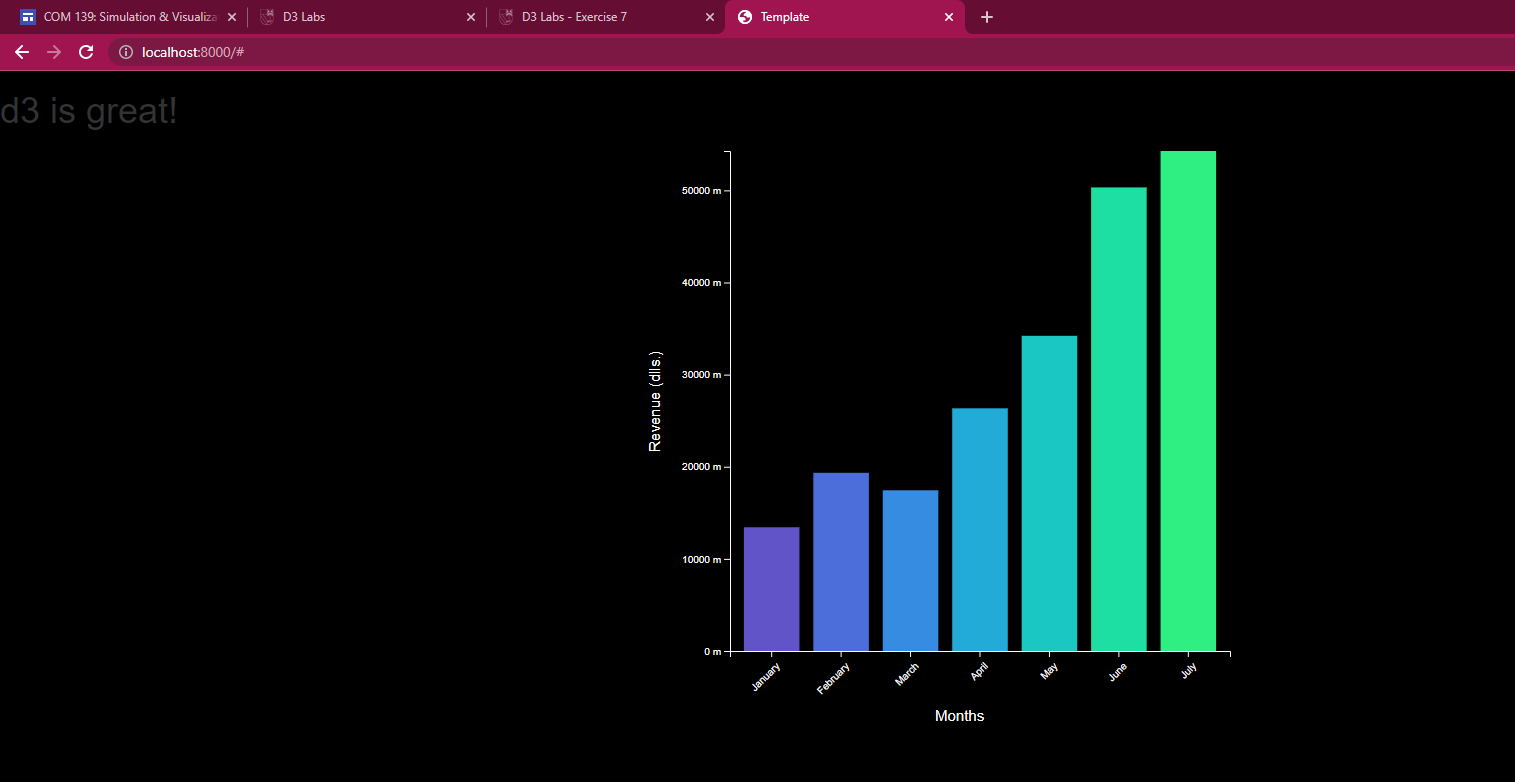 COM 139: Simulation & Visualiza
D3 Labs
D3 Labs - Exercise 7
Template
localhost:8000/#
d3 is great!
50000 m
40000 m
30000 m
20000 m
10000 m
0 m
Revenue (dlls.)
January
February
March
April
May
June
July
Months